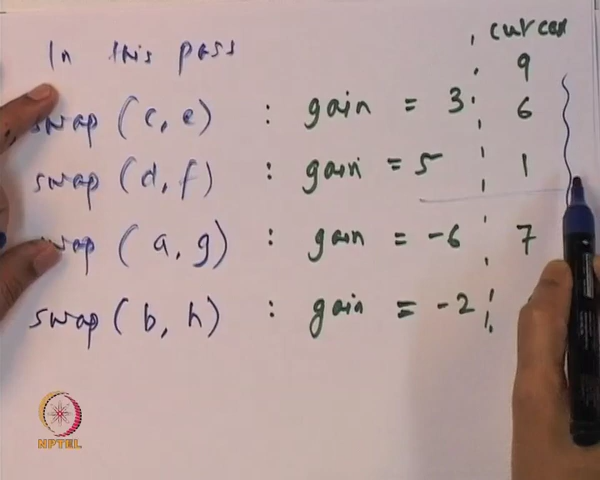 cut cos
In this pass 9
swap (c, e) : gain = 3 6
swap (d, f) : gain = 5 1
swap (a, g) : gain = -6 7
swap (b, h) : gain = -2
NPTEL